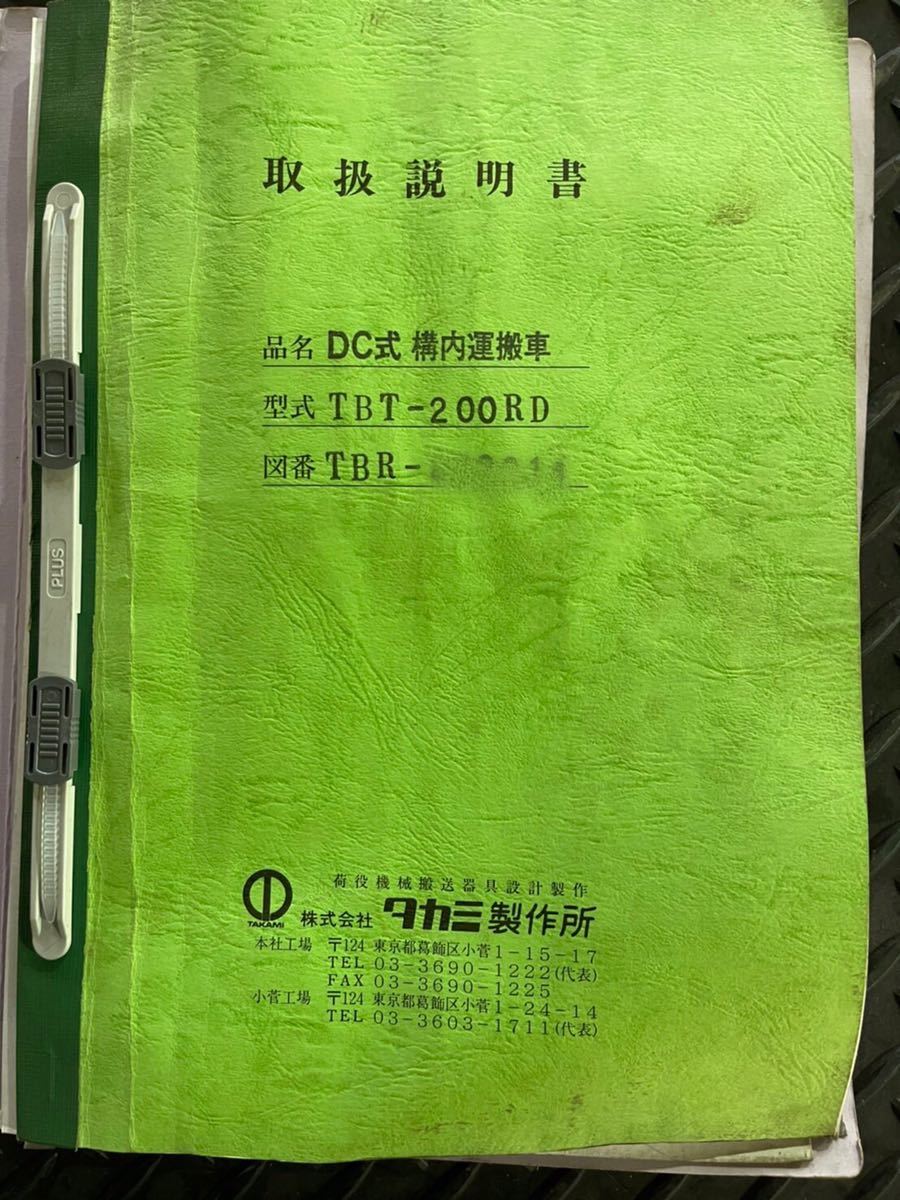 取扱説明書
品名 DC式 構内運搬車
型式 TBT-200RD
図番 TBR-
PLUS
荷役機械搬送器具設計製作
TAKAMI 株式会社 タカミ製作所
本社工場 〒124 東京都葛飾区小菅1-15-17
TEL 03-3690-1222(代表)
FAX 03-3690-1225
小菅工場 〒124 東京都葛飾区小菅1-24-14
TEL 03-3603-1711(代表)